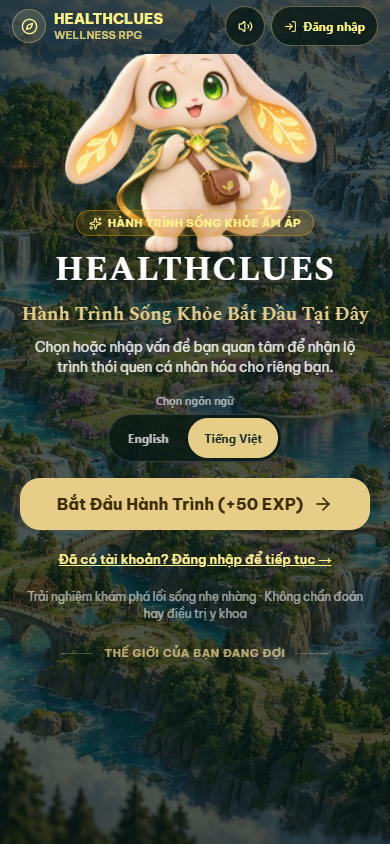 HEALTHCLUES
WELLNESS RPG
Đăng nhập
HÀNH TRÌNH SỐNG KHỎE ẤM ÁP
HEALTHCLUES
Hành Trình Sống Khỏe Bắt Đầu Tại Đây
Chọn hoặc nhập vấn đề bạn quan tâm để nhận lộ
trình thói quen cá nhân hóa cho riêng bạn.
Chọn ngôn ngữ
English
Tiếng Việt
Bắt Đầu Hành Trình (+50 EXP) →
Đã có tài khoản? Đăng nhập để tiếp tục →
Trải nghiệm khám phá lối sống nhẹ nhàng · Không chẩn đoán
hay điều trị y khoa
THẾ GIỚI CỦA BẠN ĐANG ĐỢI